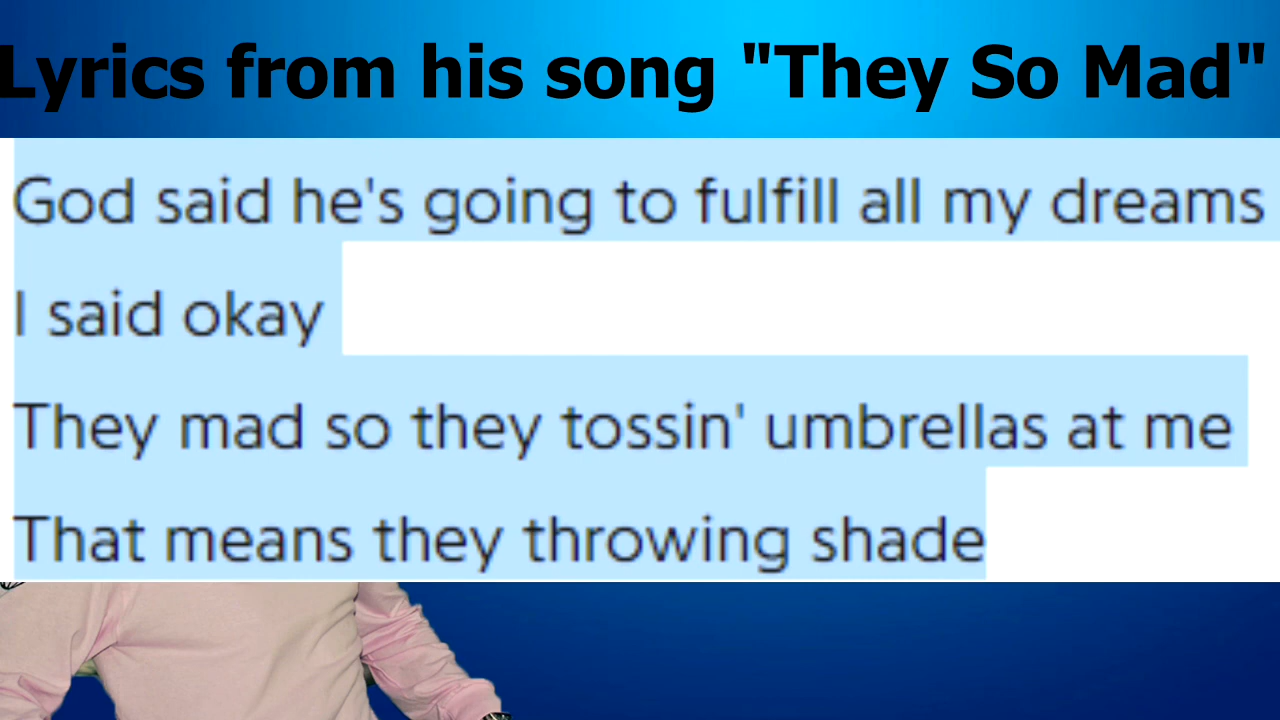 Lyrics from his song "They So Mad"
God said he's going to fulfill all my dreams
I said okay
They mad so they tossin' umbrellas at me
That means they throwing shade